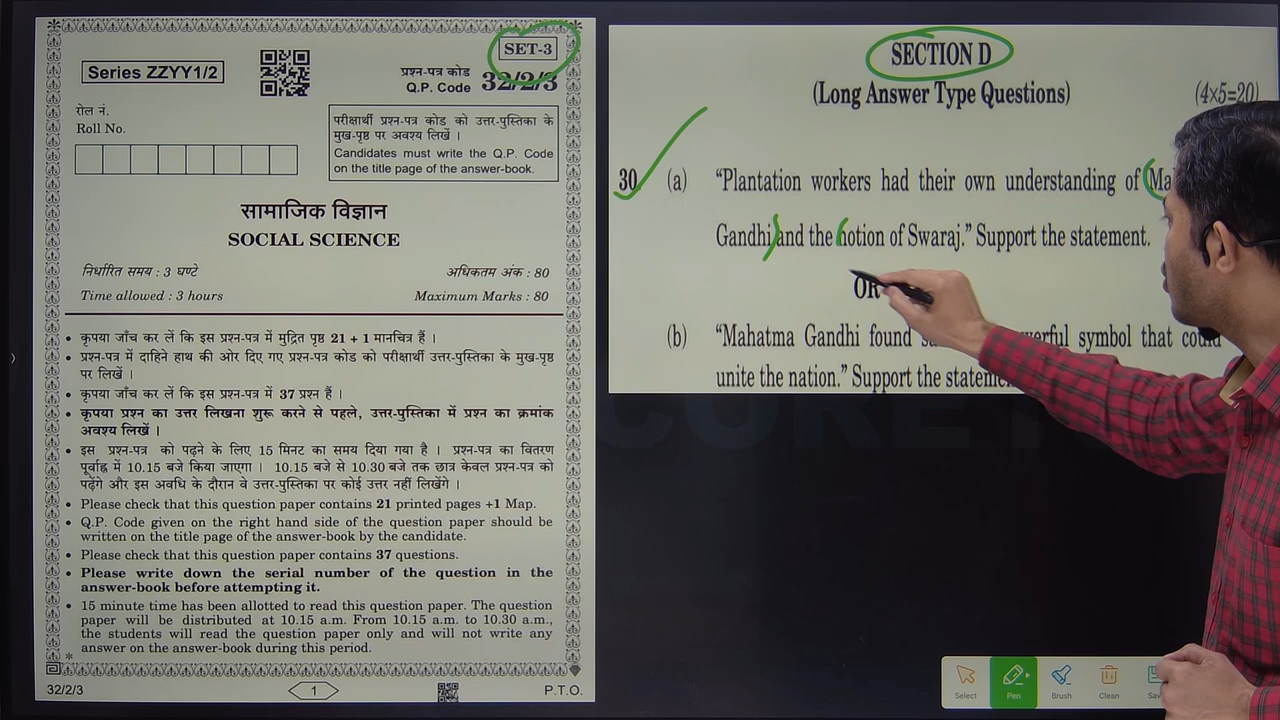 SET-3
Series ZZYY1/2
प्रश्न-पत्र कोड
Q.P. Code 32/2/3
रोल नं.
Roll No.
परीक्षार्थी प्रश्न-पत्र कोड को उत्तर-पुस्तिका के
मुख-पृष्ठ पर अवश्य लिखें ।
Candidates must write the Q.P. Code
on the title page of the answer-book.
सामाजिक विज्ञान
SOCIAL SCIENCE
निर्धारित समय : 3 घण्टे
अधिकतम अंक : 80
Time allowed : 3 hours
Maximum Marks : 80
• कृपया जाँच कर लें कि इस प्रश्न-पत्र में मुद्रित पृष्ठ 21 + 1 मानचित्र हैं ।
• प्रश्न-पत्र में दाहिने हाथ की ओर दिए गए प्रश्न-पत्र कोड को परीक्षार्थी उत्तर-पुस्तिका के मुख-पृष्ठ
पर लिखें ।
• कृपया जाँच कर लें कि इस प्रश्न-पत्र में 37 प्रश्न हैं ।
• कृपया प्रश्न का उत्तर लिखना शुरू करने से पहले, उत्तर-पुस्तिका में प्रश्न का क्रमांक
अवश्य लिखें ।
• इस प्रश्न-पत्र को पढ़ने के लिए 15 मिनट का समय दिया गया है । प्रश्न-पत्र का वितरण
पूर्वाह्न में 10.15 बजे किया जाएगा । 10.15 बजे से 10.30 बजे तक छात्र केवल प्रश्न-पत्र को
पढ़ेंगे और इस अवधि के दौरान वे उत्तर-पुस्तिका पर कोई उत्तर नहीं लिखेंगे ।
• Please check that this question paper contains 21 printed pages +1 Map.
• Q.P. Code given on the right hand side of the question paper should be
written on the title page of the answer-book by the candidate.
• Please check that this question paper contains 37 questions.
• Please write down the serial number of the question in the
answer-book before attempting it.
• 15 minute time has been allotted to read this question paper. The question
paper will be distributed at 10.15 a.m. From 10.15 a.m. to 10.30 a.m.,
the students will read the question paper only and will not write any
answer on the answer-book during this period.
32/2/3
1
P.T.O.
SECTION D
(Long Answer Type Questions)
(4×5=20)
30 (a) “Plantation workers had their own understanding of
Gandhi and the notion of Swaraj.” Support the statement.
OR
(b) “Mahatma Gandhi found symbol that
unite the nation.” Support the
Select
Pen
Brush
Clean